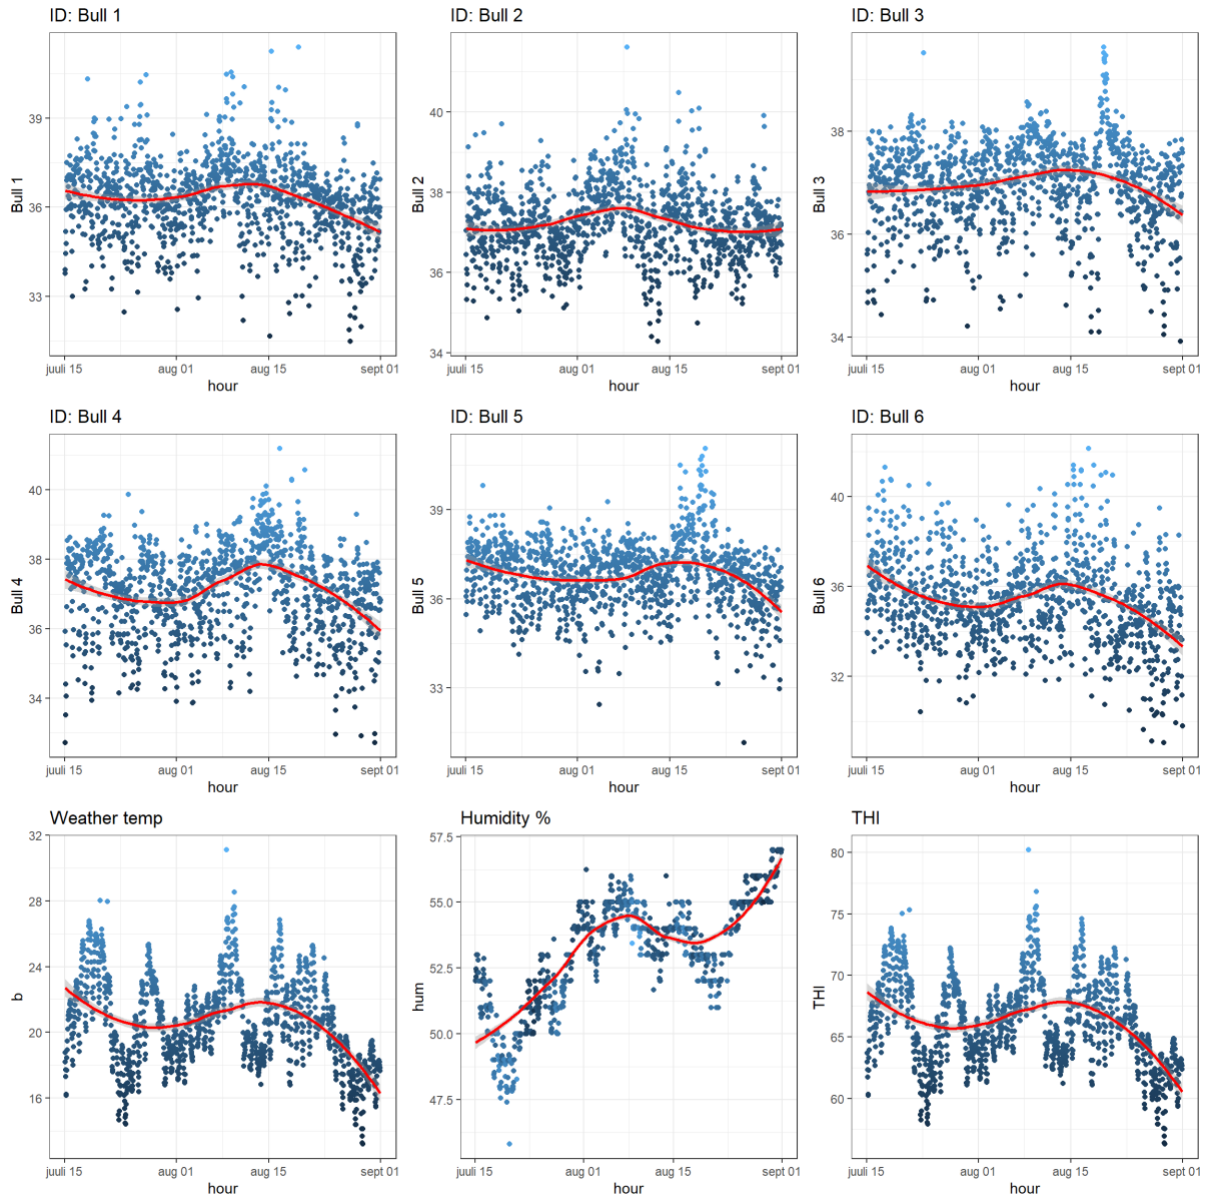 ID: Bull 1
Bull 1
39
36
33
juuli 15
aug 01
aug 15
sept 01
hour
ID: Bull 2
Bull 2
40
38
36
34
juuli 15
aug 01
aug 15
sept 01
hour
ID: Bull 3
Bull 3
38
36
34
juuli 15
aug 01
aug 15
sept 01
hour
ID: Bull 4
Bull 4
40
38
36
34
juuli 15
aug 01
aug 15
sept 01
hour
ID: Bull 5
Bull 5
39
36
33
juuli 15
aug 01
aug 15
sept 01
hour
ID: Bull 6
Bull 6
40
36
32
juuli 15
aug 01
aug 15
sept 01
hour
Weather temp
b
32
28
24
20
16
juuli 15
aug 01
aug 15
sept 01
hour
Humidity %
hum
57.5
55.0
52.5
50.0
47.5
juuli 15
aug 01
aug 15
sept 01
hour
THI
THI
80
75
70
65
60
juuli 15
aug 01
aug 15
sept 01
hour